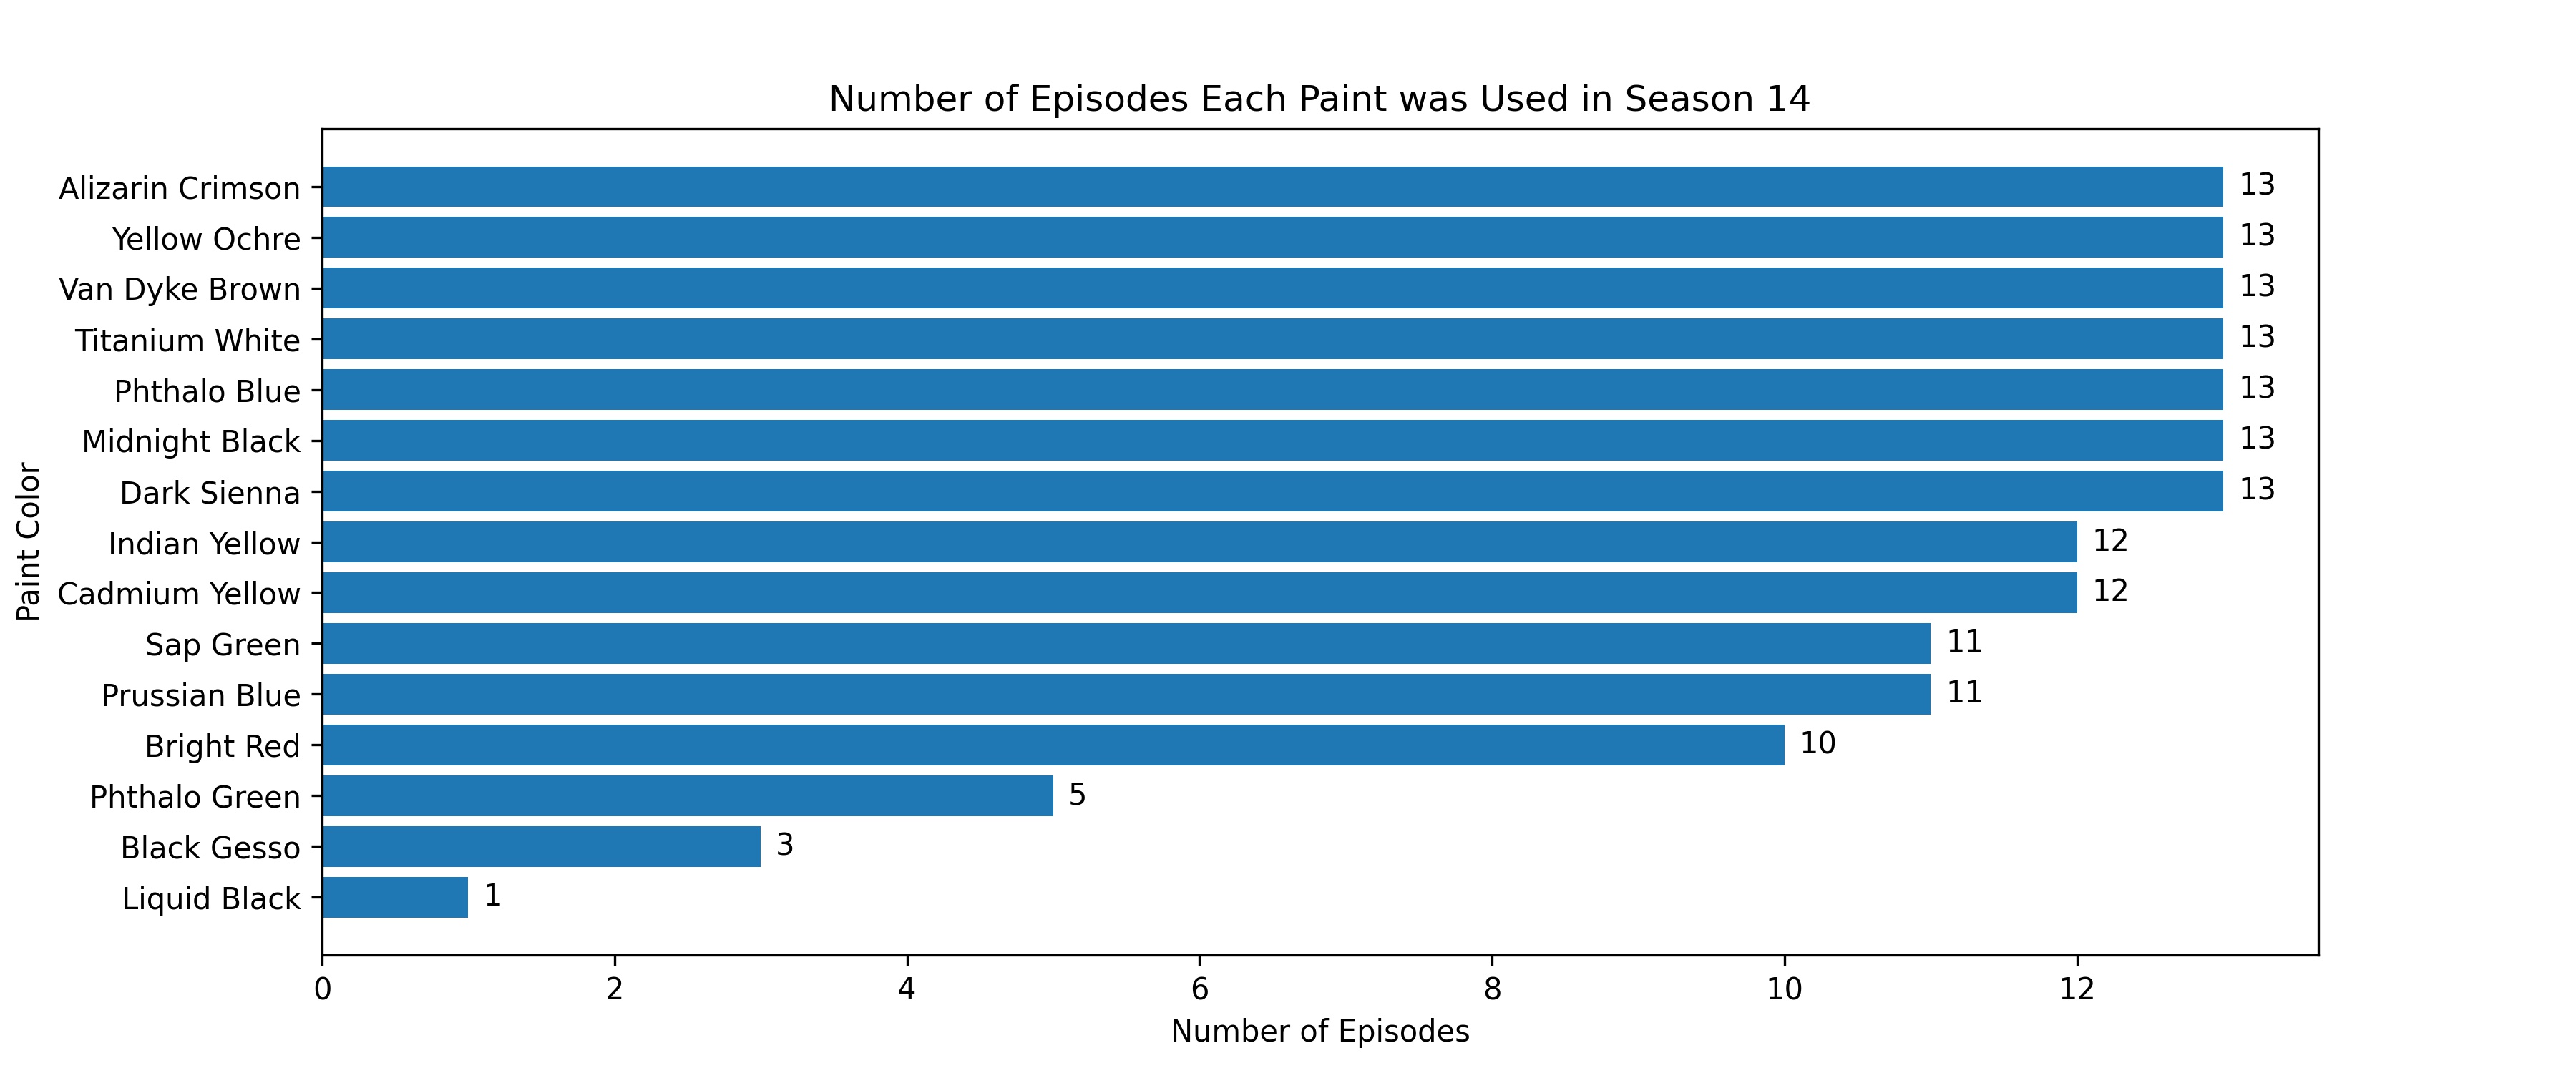 Number of Episodes Each Paint was Used in Season 14
Paint Color
Alizarin Crimson 13
Yellow Ochre 13
Van Dyke Brown 13
Titanium White 13
Phthalo Blue 13
Midnight Black 13
Dark Sienna 13
Indian Yellow 12
Cadmium Yellow 12
Sap Green 11
Prussian Blue 11
Bright Red 10
Phthalo Green 5
Black Gesso 3
Liquid Black 1
0 2 4 6 8 10 12
Number of Episodes